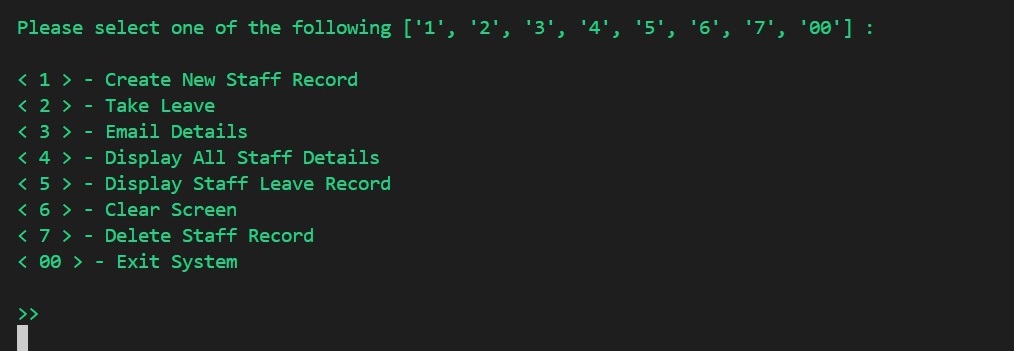 Please select one of the following ['1', '2', '3', '4', '5', '6', '7', '00'] :
< 1 > - Create New Staff Record
< 2 > - Take Leave
< 3 > - Email Details
< 4 > - Display All Staff Details
< 5 > - Display Staff Leave Record
< 6 > - Clear Screen
< 7 > - Delete Staff Record
< 00 > - Exit System
>>